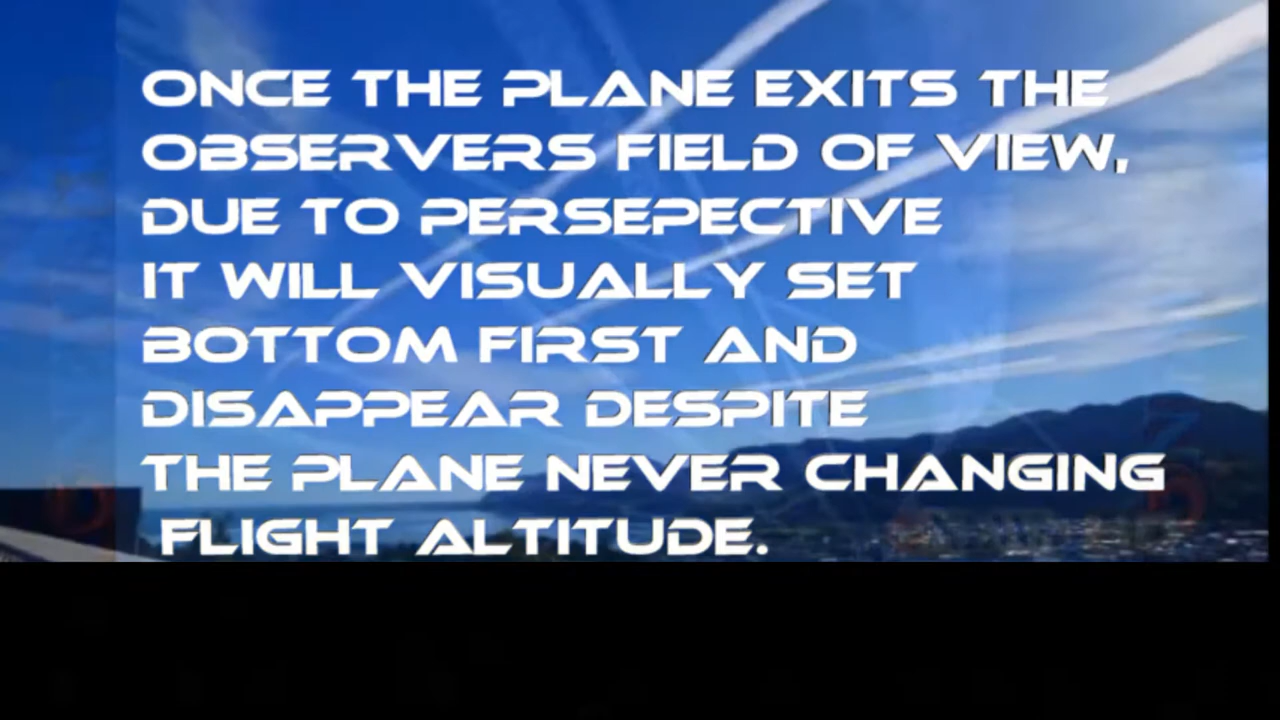 ONCE THE PLANE EXITS THE
OBSERVERS FIELD OF VIEW,
DUE TO PERSEPECTIVE
IT WILL VISUALLY SET
BOTTOM FIRST AND
DISAPPEAR DESPITE
THE PLANE NEVER CHANGING
FLIGHT ALTITUDE.